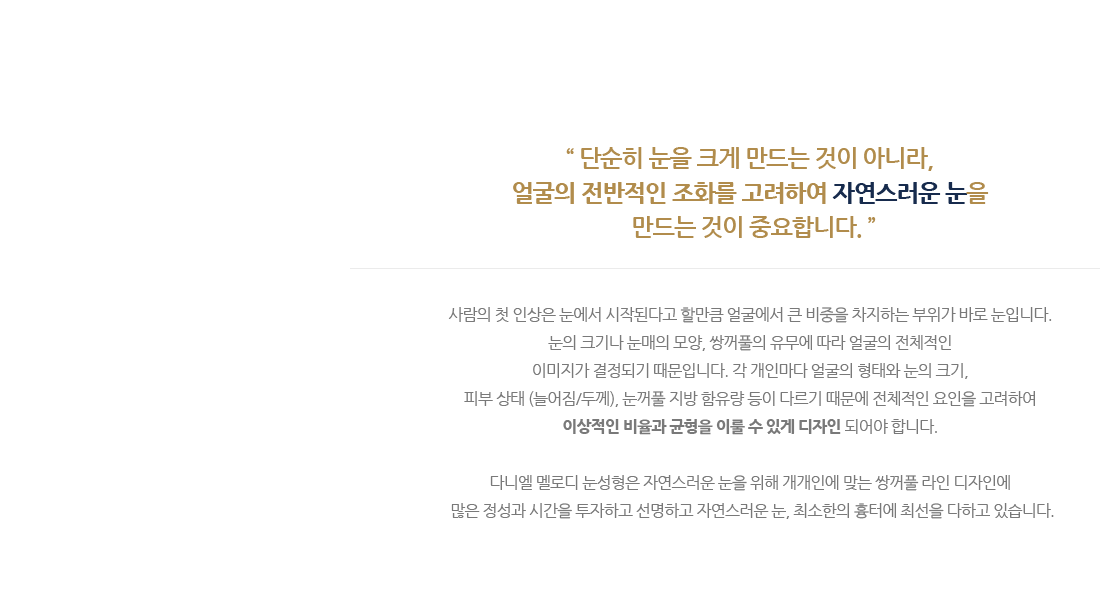 “ 단순히 눈을 크게 만드는 것이 아니라,
얼굴의 전반적인 조화를 고려하여 자연스러운 눈을
만드는 것이 중요합니다. ”
사람의 첫 인상은 눈에서 시작된다고 할만큼 얼굴에서 큰 비중을 차지하는 부위가 바로 눈입니다.
눈의 크기나 눈매의 모양, 쌍꺼풀의 유무에 따라 얼굴의 전체적인
이미지가 결정되기 때문입니다. 각 개인마다 얼굴의 형태와 눈의 크기,
피부 상태 (늘어짐/두께), 눈꺼풀 지방 함유량 등이 다르기 때문에 전체적인 요인을 고려하여
이상적인 비율과 균형을 이룰 수 있게 디자인 되어야 합니다.
다니엘 멜로디 눈성형은 자연스러운 눈을 위해 개개인에 맞는 쌍꺼풀 라인 디자인에
많은 정성과 시간을 투자하고 선명하고 자연스러운 눈, 최소한의 흉터에 최선을 다하고 있습니다.